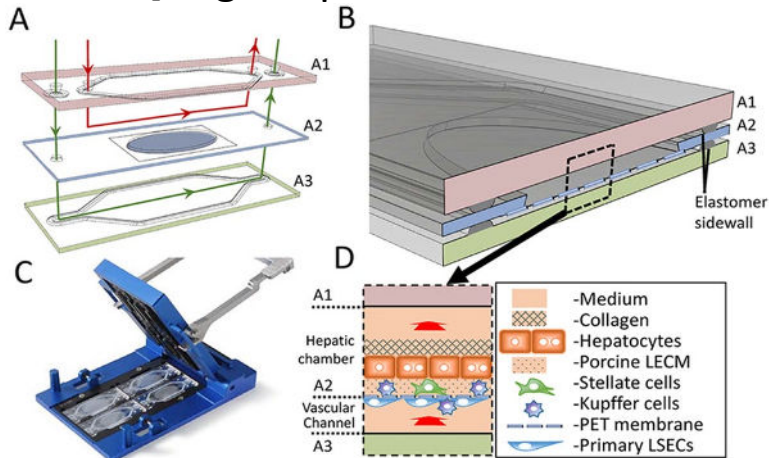 A
A1
A2
A3
B
A1
A2
A3
Elastomer
sidewall
C
D
A1
Hepatic
chamber
A2
Vascular
Channel
A3
-Medium
-Collagen
-Hepatocytes
-Porcine LECM
-Stellate cells
-Kupffer cells
-PET membrane
-Primary LSECs